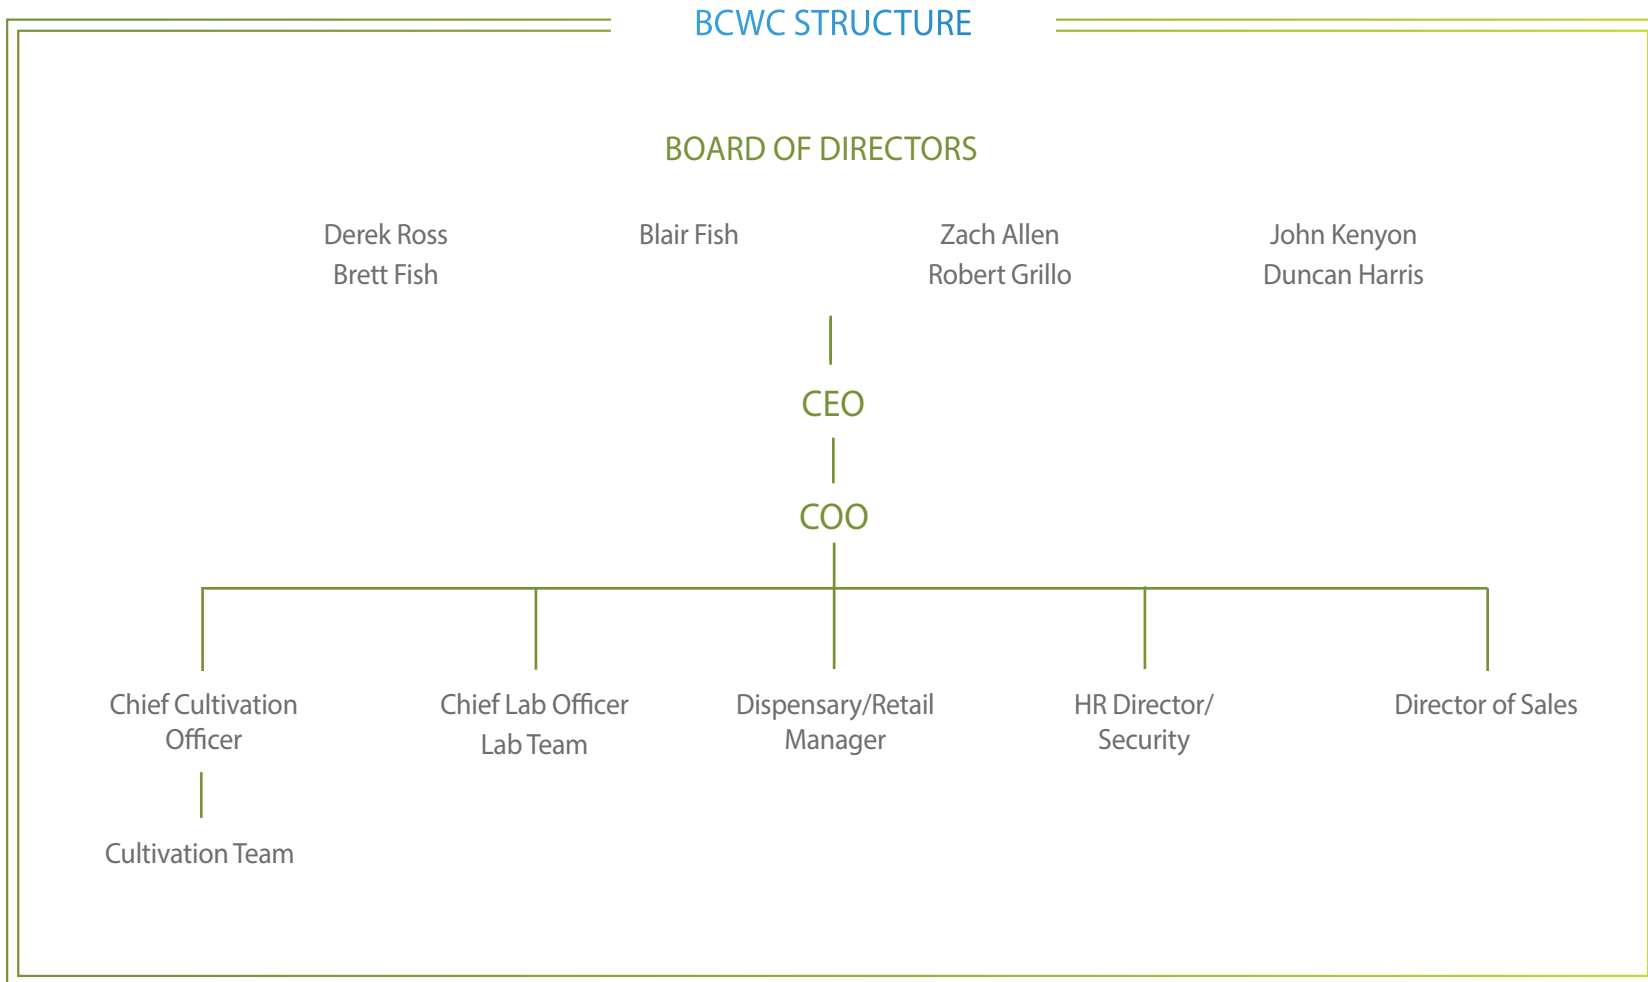 BCWC STRUCTURE
BOARD OF DIRECTORS
Derek Ross
Brett Fish
Blair Fish
Zach Allen
Robert Grillo
John Kenyon
Duncan Harris
CEO
COO
Chief Cultivation
Officer
Cultivation Team
Chief Lab Officer
Lab Team
Dispensary/Retail
Manager
HR Director/
Security
Director of Sales